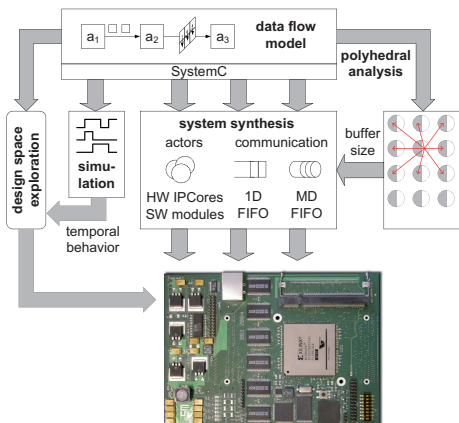 a1 a2 a3
data flow
model
SystemC
polyhedral
analysis
design space
exploration
simu-
lation
temporal
behavior
system synthesis
actors communication
HW IPCores 1D MD
SW modules FIFO FIFO
buffer
size
XILINX